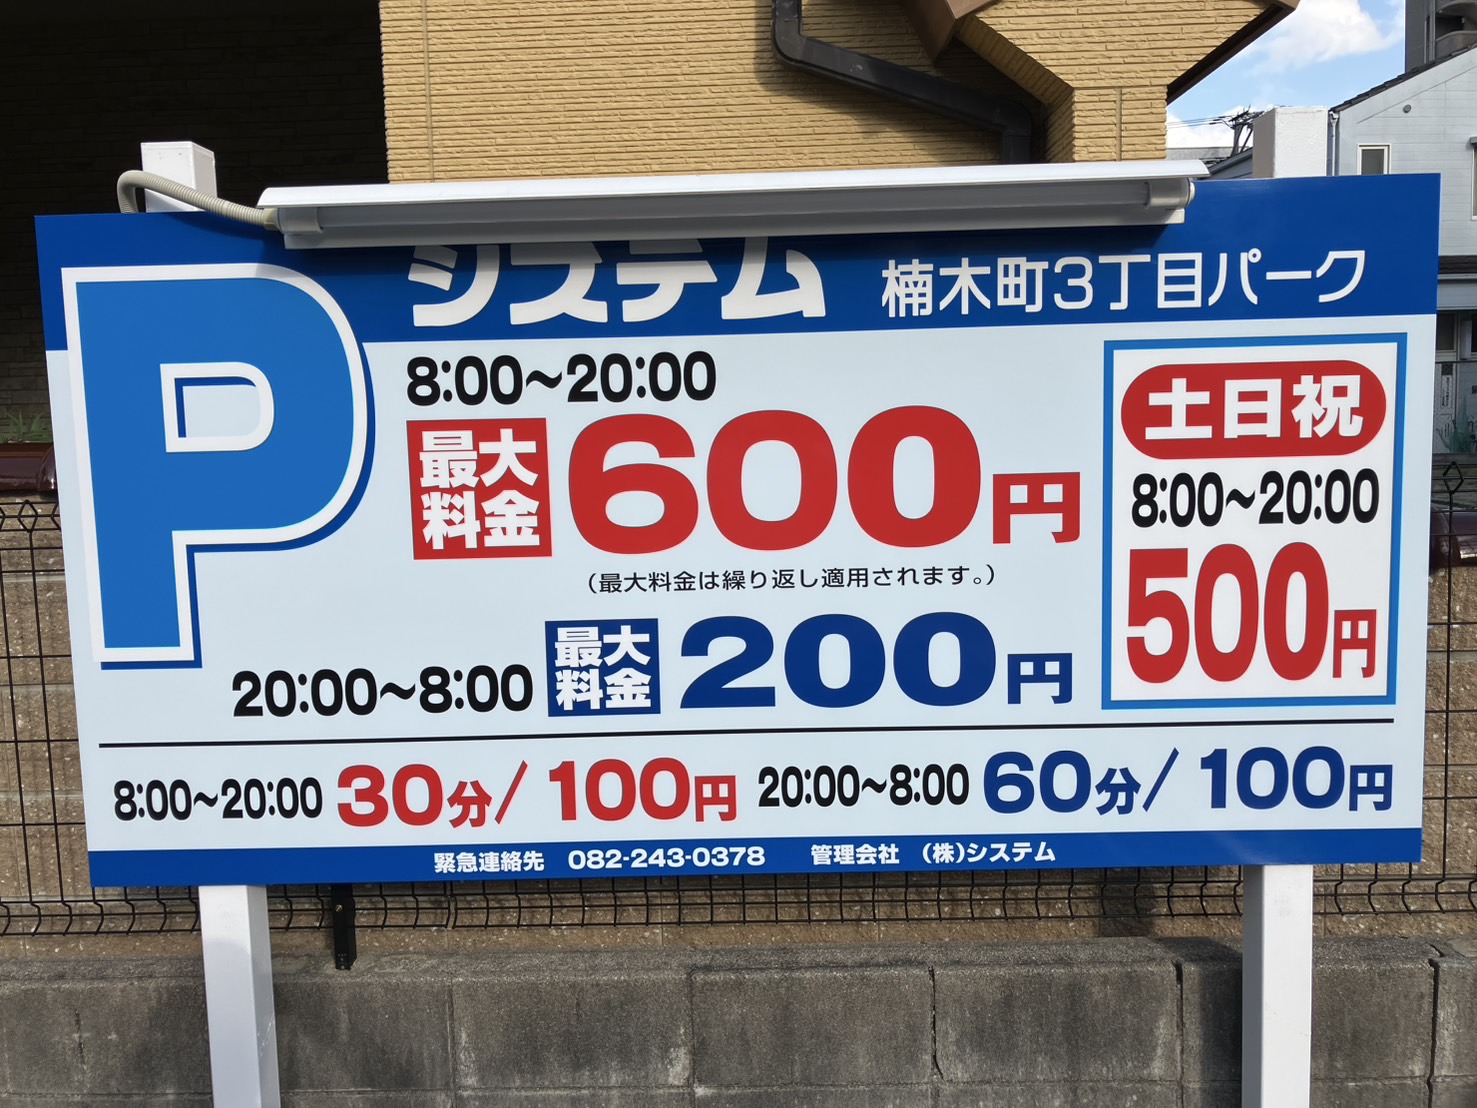 P
システム 楠木町3丁目パーク
8:00~20:00
最大料金 600円
(最大料金は繰り返し適用されます。)
20:00~8:00 最大料金 200円
土日祝
8:00~20:00
500円
8:00~20:00 30分/100円 20:00~8:00 60分/100円
緊急連絡先 082-243-0378 管理会社 (株)システム